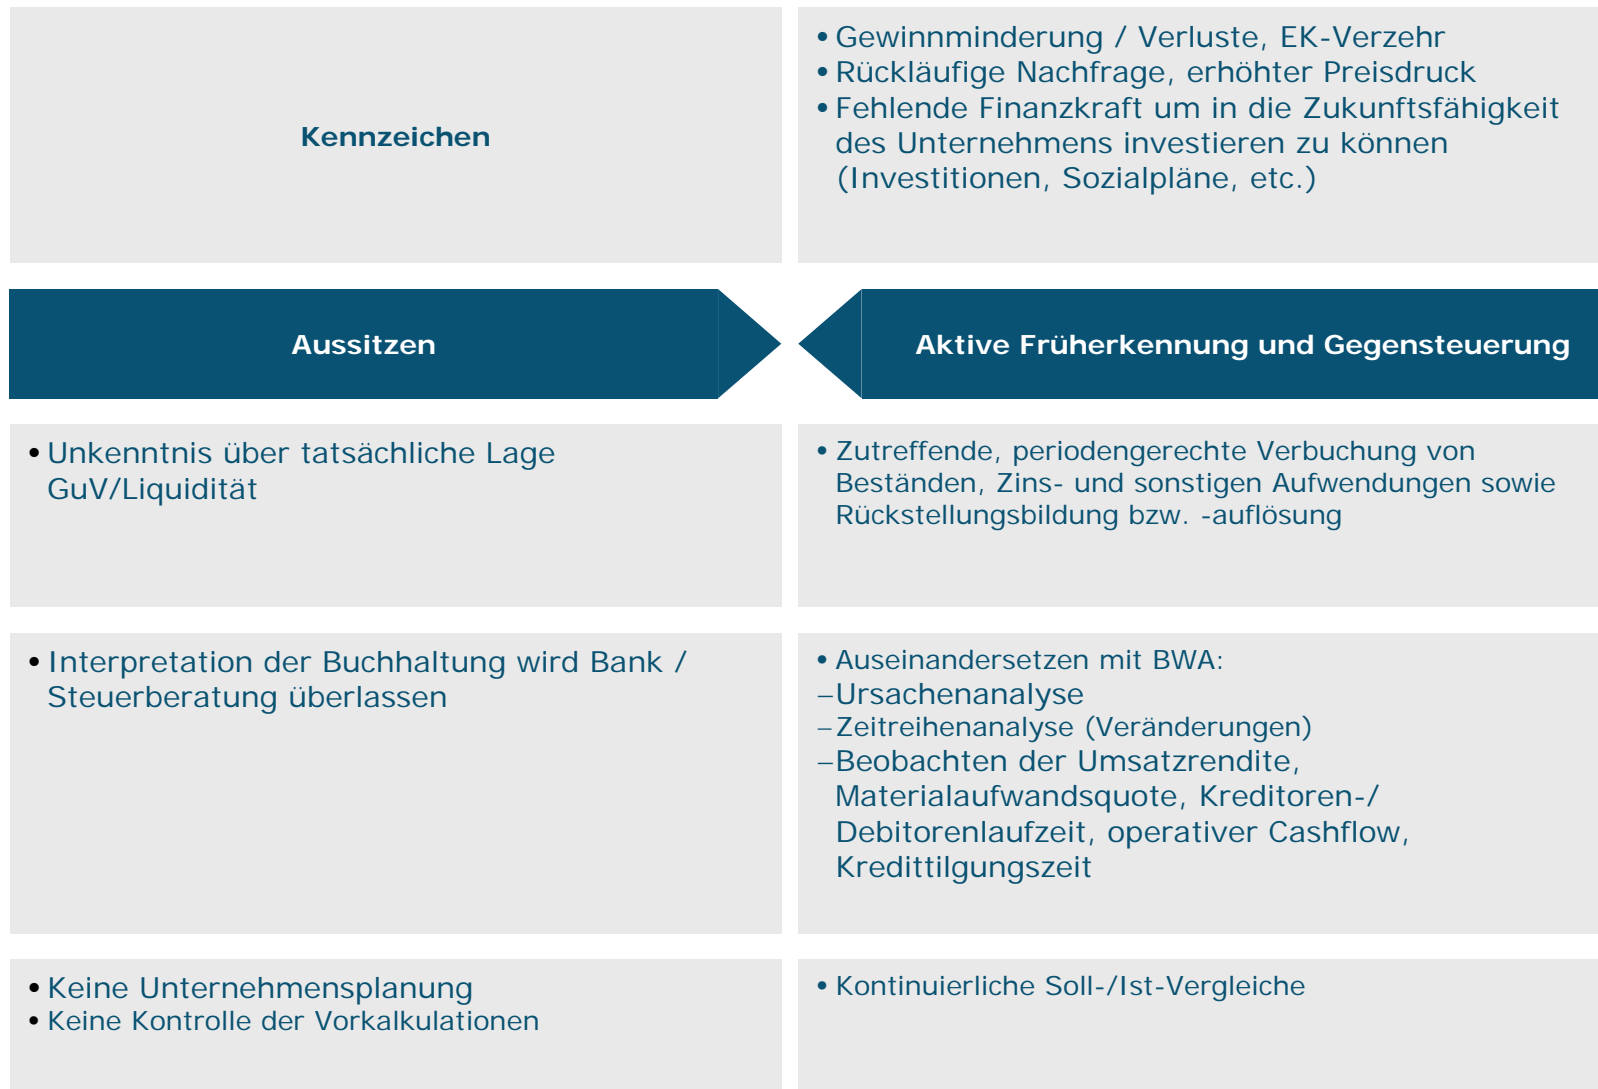 Kennzeichen
• Gewinnminderung / Verluste, EK-Verzehr
• Rückläufige Nachfrage, erhöhter Preisdruck
• Fehlende Finanzkraft um in die Zukunftsfähigkeit
des Unternehmens investieren zu können
(Investitionen, Sozialpläne, etc.)
Aussitzen
Aktive Früherkennung und Gegensteuerung
• Unkenntnis über tatsächliche Lage
GuV/Liquidität
• Zutreffende, periodengerechte Verbuchung von
Beständen, Zins- und sonstigen Aufwendungen sowie
Rückstellungsbildung bzw. -auflösung
• Interpretation der Buchhaltung wird Bank /
Steuerberatung überlassen
• Auseinandersetzen mit BWA:
–Ursachenanalyse
–Zeitreihenanalyse (Veränderungen)
–Beobachten der Umsatzrendite,
Materialaufwandsquote, Kreditoren-/
Debitorenlaufzeit, operativer Cashflow,
Kredittilgungszeit
• Keine Unternehmensplanung
• Keine Kontrolle der Vorkalkulationen
• Kontinuierliche Soll-/Ist-Vergleiche